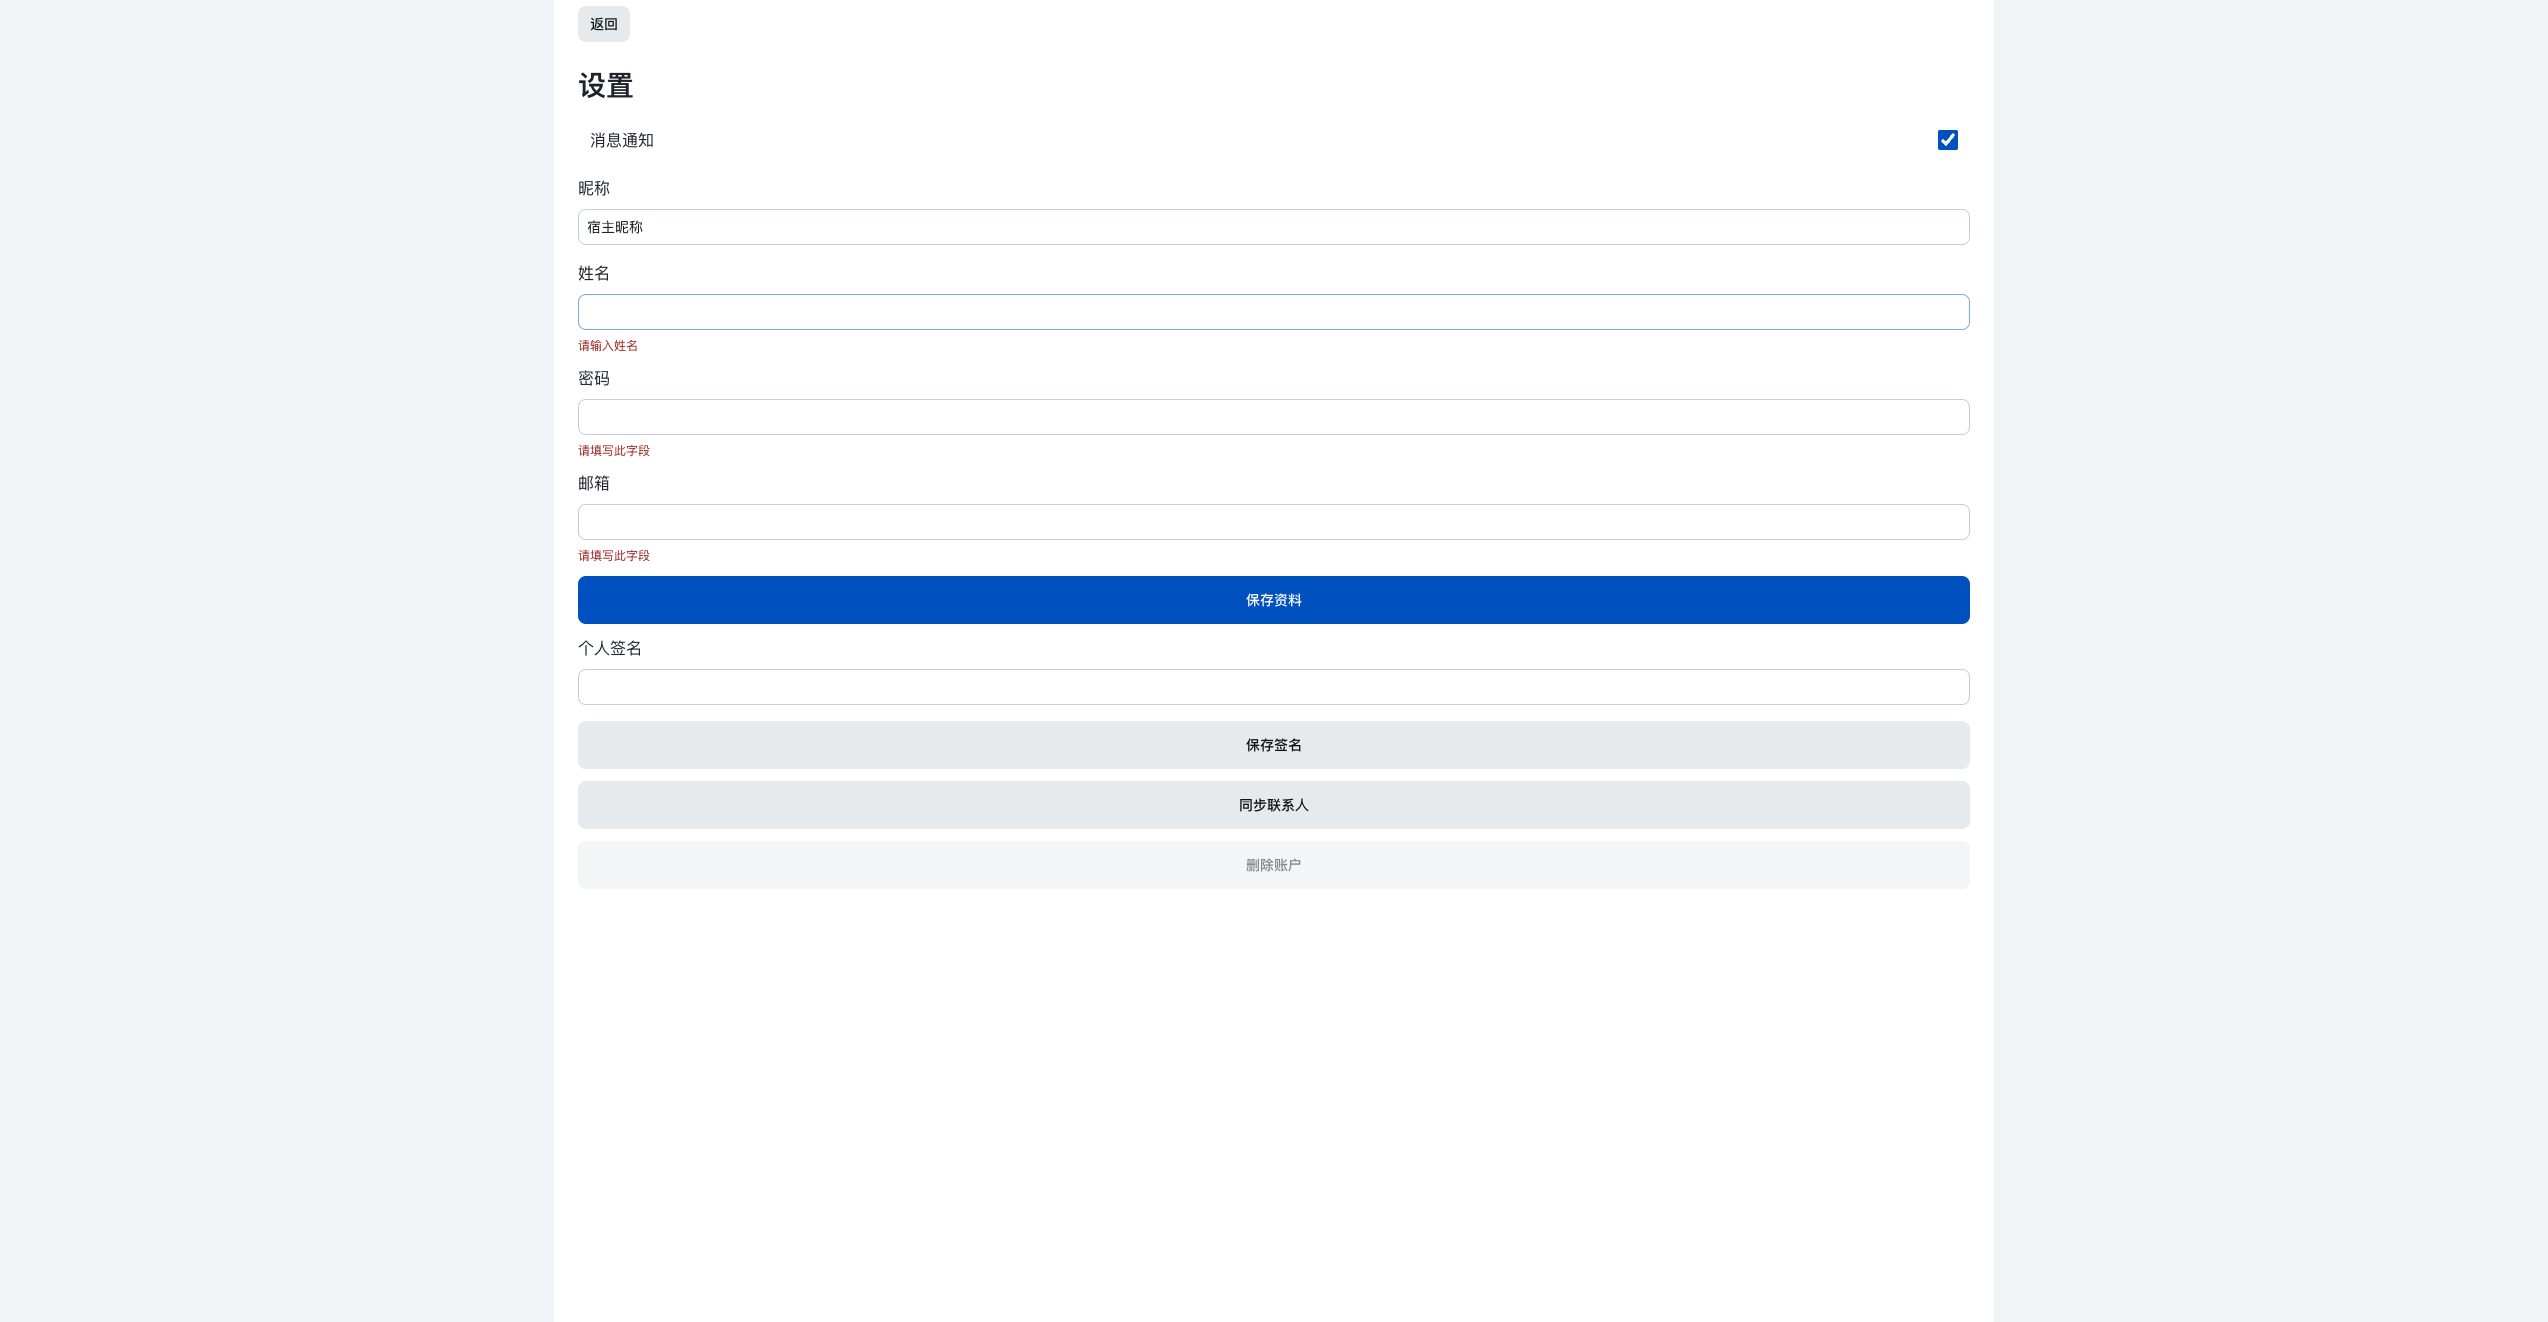 返回
设置
消息通知
昵称
宿主昵称
姓名
请输入姓名
密码
请填写此字段
邮箱
请填写此字段
保存资料
个人签名
保存签名
同步联系人
删除账户